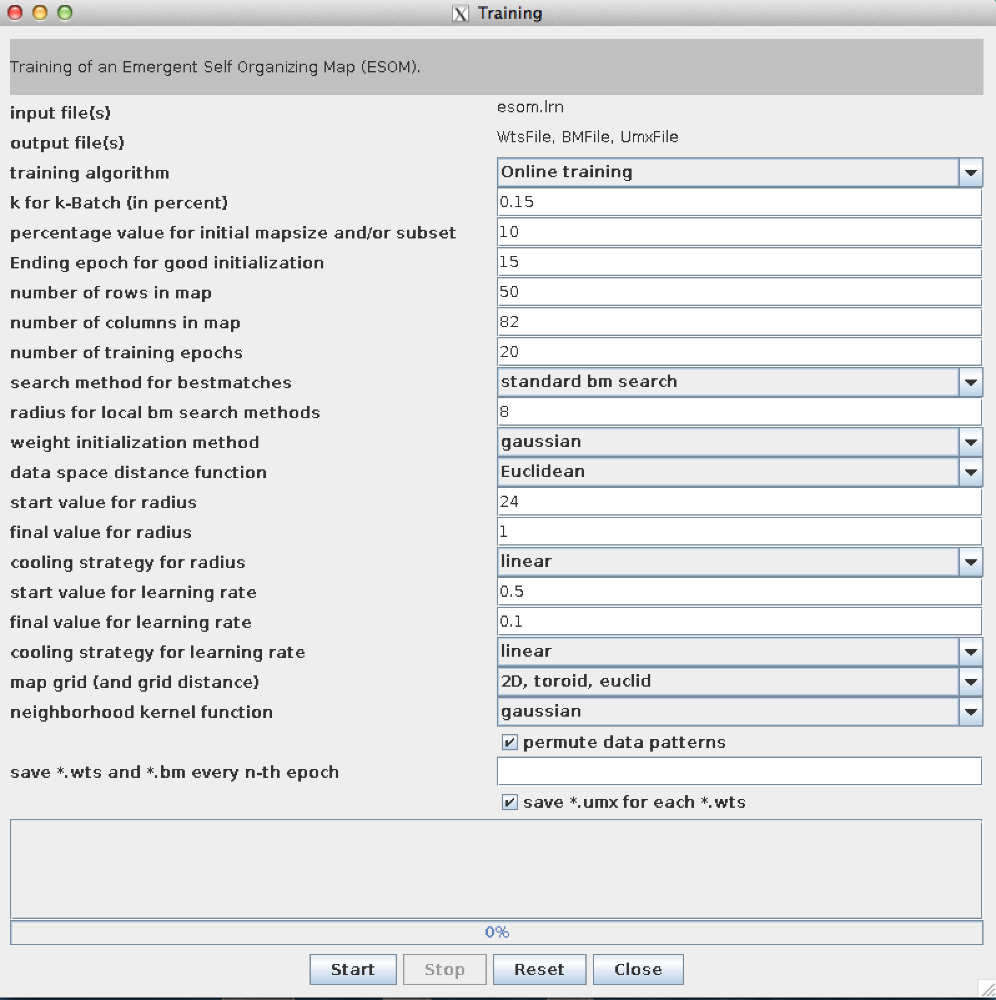 Training
Training of an Emergent Self Organizing Map (ESOM).
input file(s) esom.lrn
output file(s) WtsFile, BMFile, UmxFile
training algorithm Online training
k for k-Batch (in percent) 0.15
percentage value for initial mapsize and/or subset 10
Ending epoch for good initialization 15
number of rows in map 50
number of columns in map 82
number of training epochs 20
search method for bestmatches standard bm search
radius for local bm search methods 8
weight initialization method gaussian
data space distance function Euclidean
start value for radius 24
final value for radius 1
cooling strategy for radius linear
start value for learning rate 0.5
final value for learning rate 0.1
cooling strategy for learning rate linear
map grid (and grid distance) 2D, toroid, euclid
neighborhood kernel function gaussian
permute data patterns
save *.wts and *.bm every n-th epoch
save *.umx for each *.wts
0%
Start Stop Reset Close